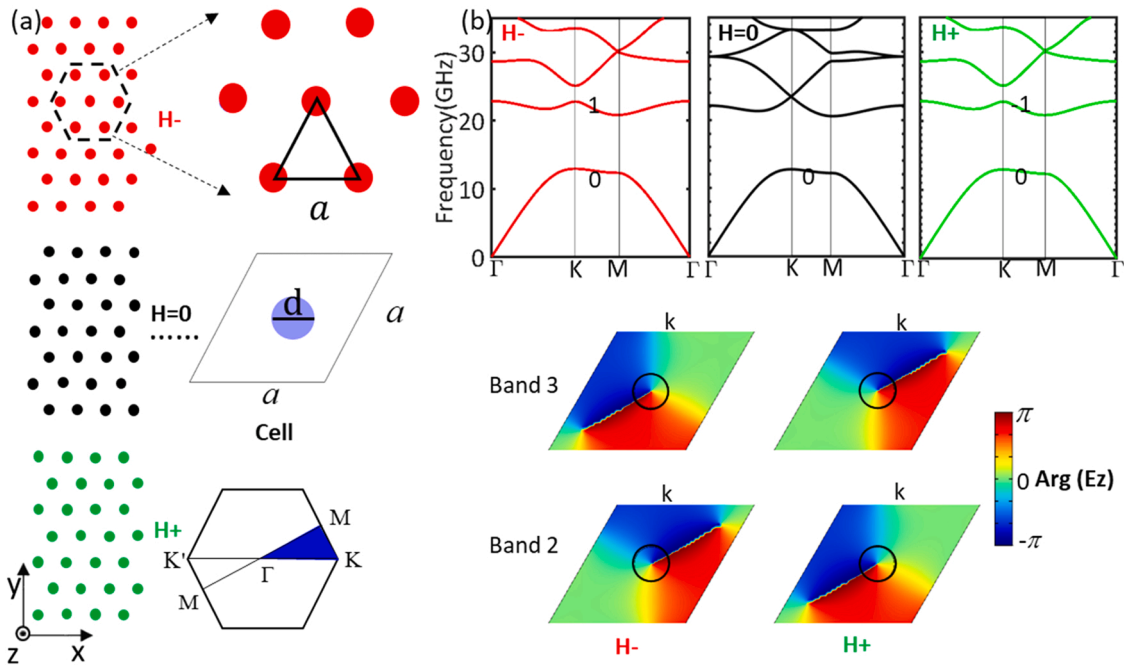 (a)
H-
a
H=0
d
a
a
Cell
H+
M
K'
Γ
K
M
y
z
x
(b)
Frequency(GHz)
30
20
10
0
H-
1
0
Γ
K
M
Γ
H=0
0
Γ
K
M
Γ
H+
-1
0
Γ
K
M
Γ
k
k
Band 3
k
k
Band 2
H-
H+
π
0
-π
Arg (Ez)